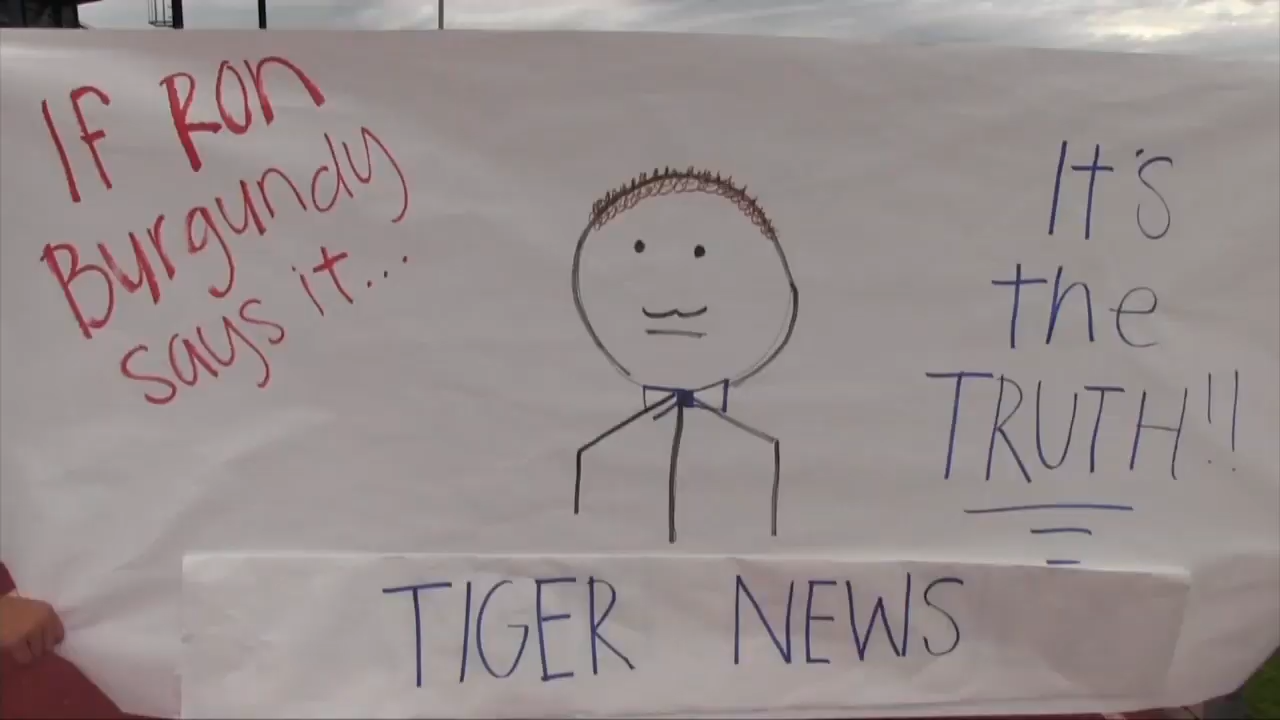 IF Ron
Burgundy
says it...
It's
the
TRUTH!!
TIGER NEWS